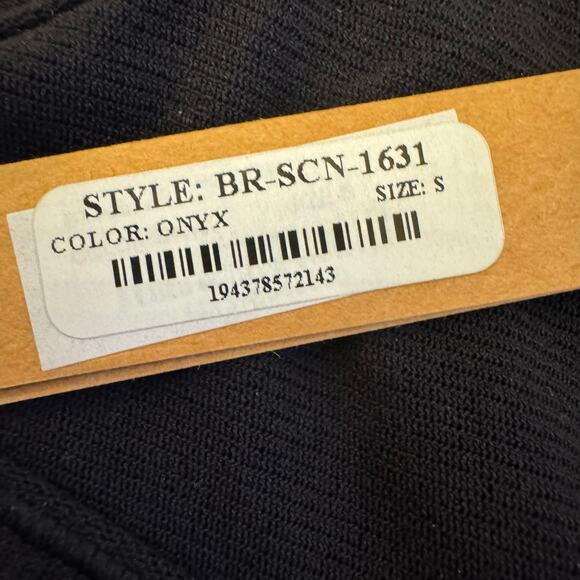 STYLE: BR-SCN-1631
COLOR: ONYX SIZE: S
194378572143